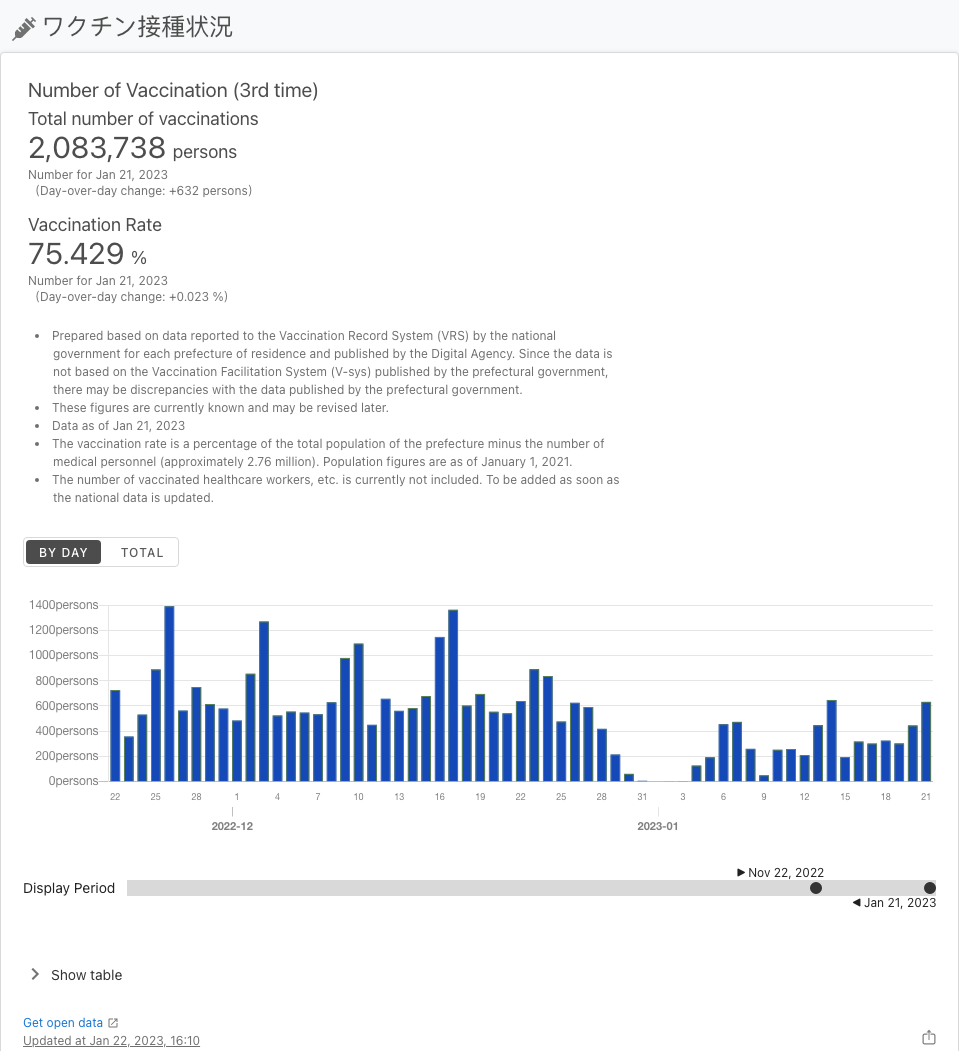 ワクチン接種状況
Number of Vaccination (3rd time)
Total number of vaccinations
2,083,738 persons
Number for Jan 21, 2023
(Day-over-day change: +632 persons)
Vaccination Rate
75.429 %
Number for Jan 21, 2023
(Day-over-day change: +0.023 %)
• Prepared based on data reported to the Vaccination Record System (VRS) by the national
government for each prefecture of residence and published by the Digital Agency. Since the data is
not based on the Vaccination Facilitation System (V-sys) published by the prefectural government,
there may be discrepancies with the data published by the prefectural government.
• These figures are currently known and may be revised later.
• Data as of Jan 21, 2023
• The vaccination rate is a percentage of the total population of the prefecture minus the number of
medical personnel (approximately 2.76 million). Population figures are as of January 1, 2021.
• The number of vaccinated healthcare workers, etc. is currently not included. To be added as soon as
the national data is updated.
BY DAY TOTAL
1400persons
1200persons
1000persons
800persons
600persons
400persons
200persons
0persons
22 25 28 1 4 7 10 13 16 19 22 25 28 31 3 6 9 12 15 18 21
2022-12 2023-01
Nov 22, 2022
Display Period
Jan 21, 2023
Show table
Get open data
Updated at Jan 22, 2023, 16:10